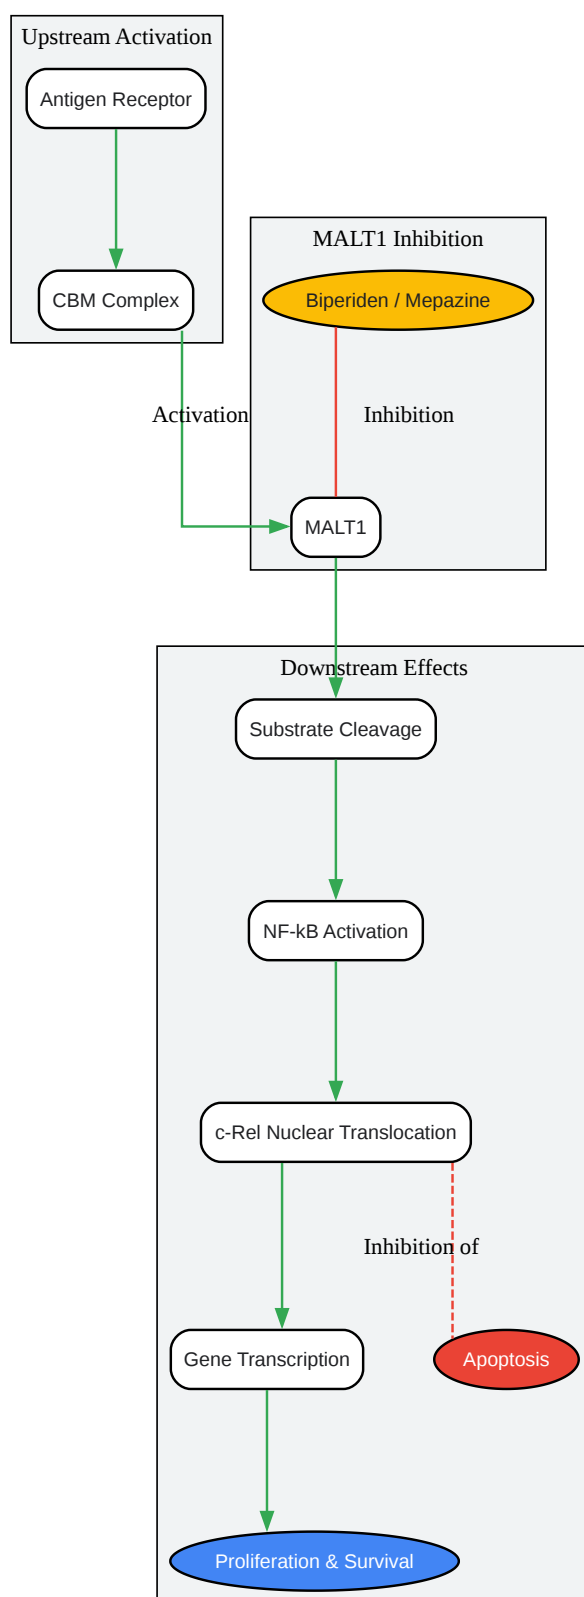 Upstream Activation
Antigen Receptor
CBM Complex
MALT1 Inhibition
Biperiden / Mepazine
Activation
Inhibition
MALT1
Downstream Effects
Substrate Cleavage
NF-kB Activation
c-Rel Nuclear Translocation
Inhibition of
Gene Transcription
Apoptosis
Proliferation & Survival